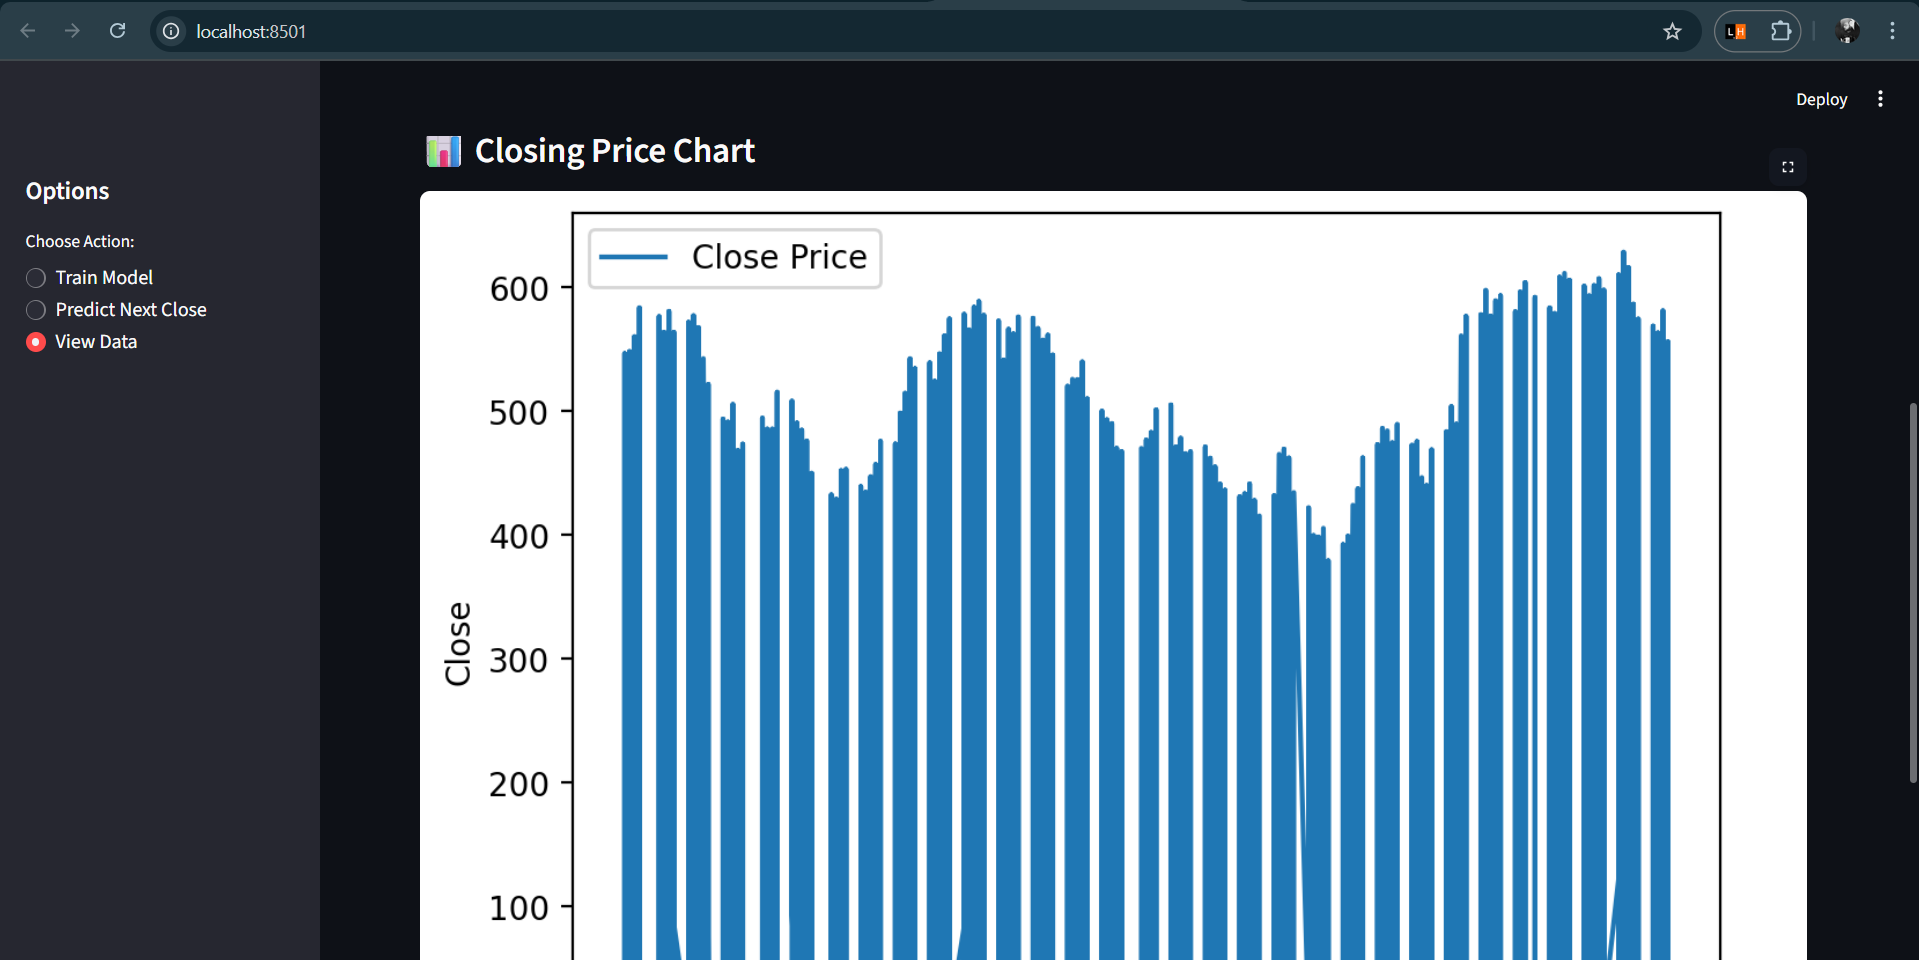 localhost:8501
Deploy
Closing Price Chart
Options
Choose Action:
Train Model
Predict Next Close
View Data
Close Price
600
500
400
300
200
100
Close
LH